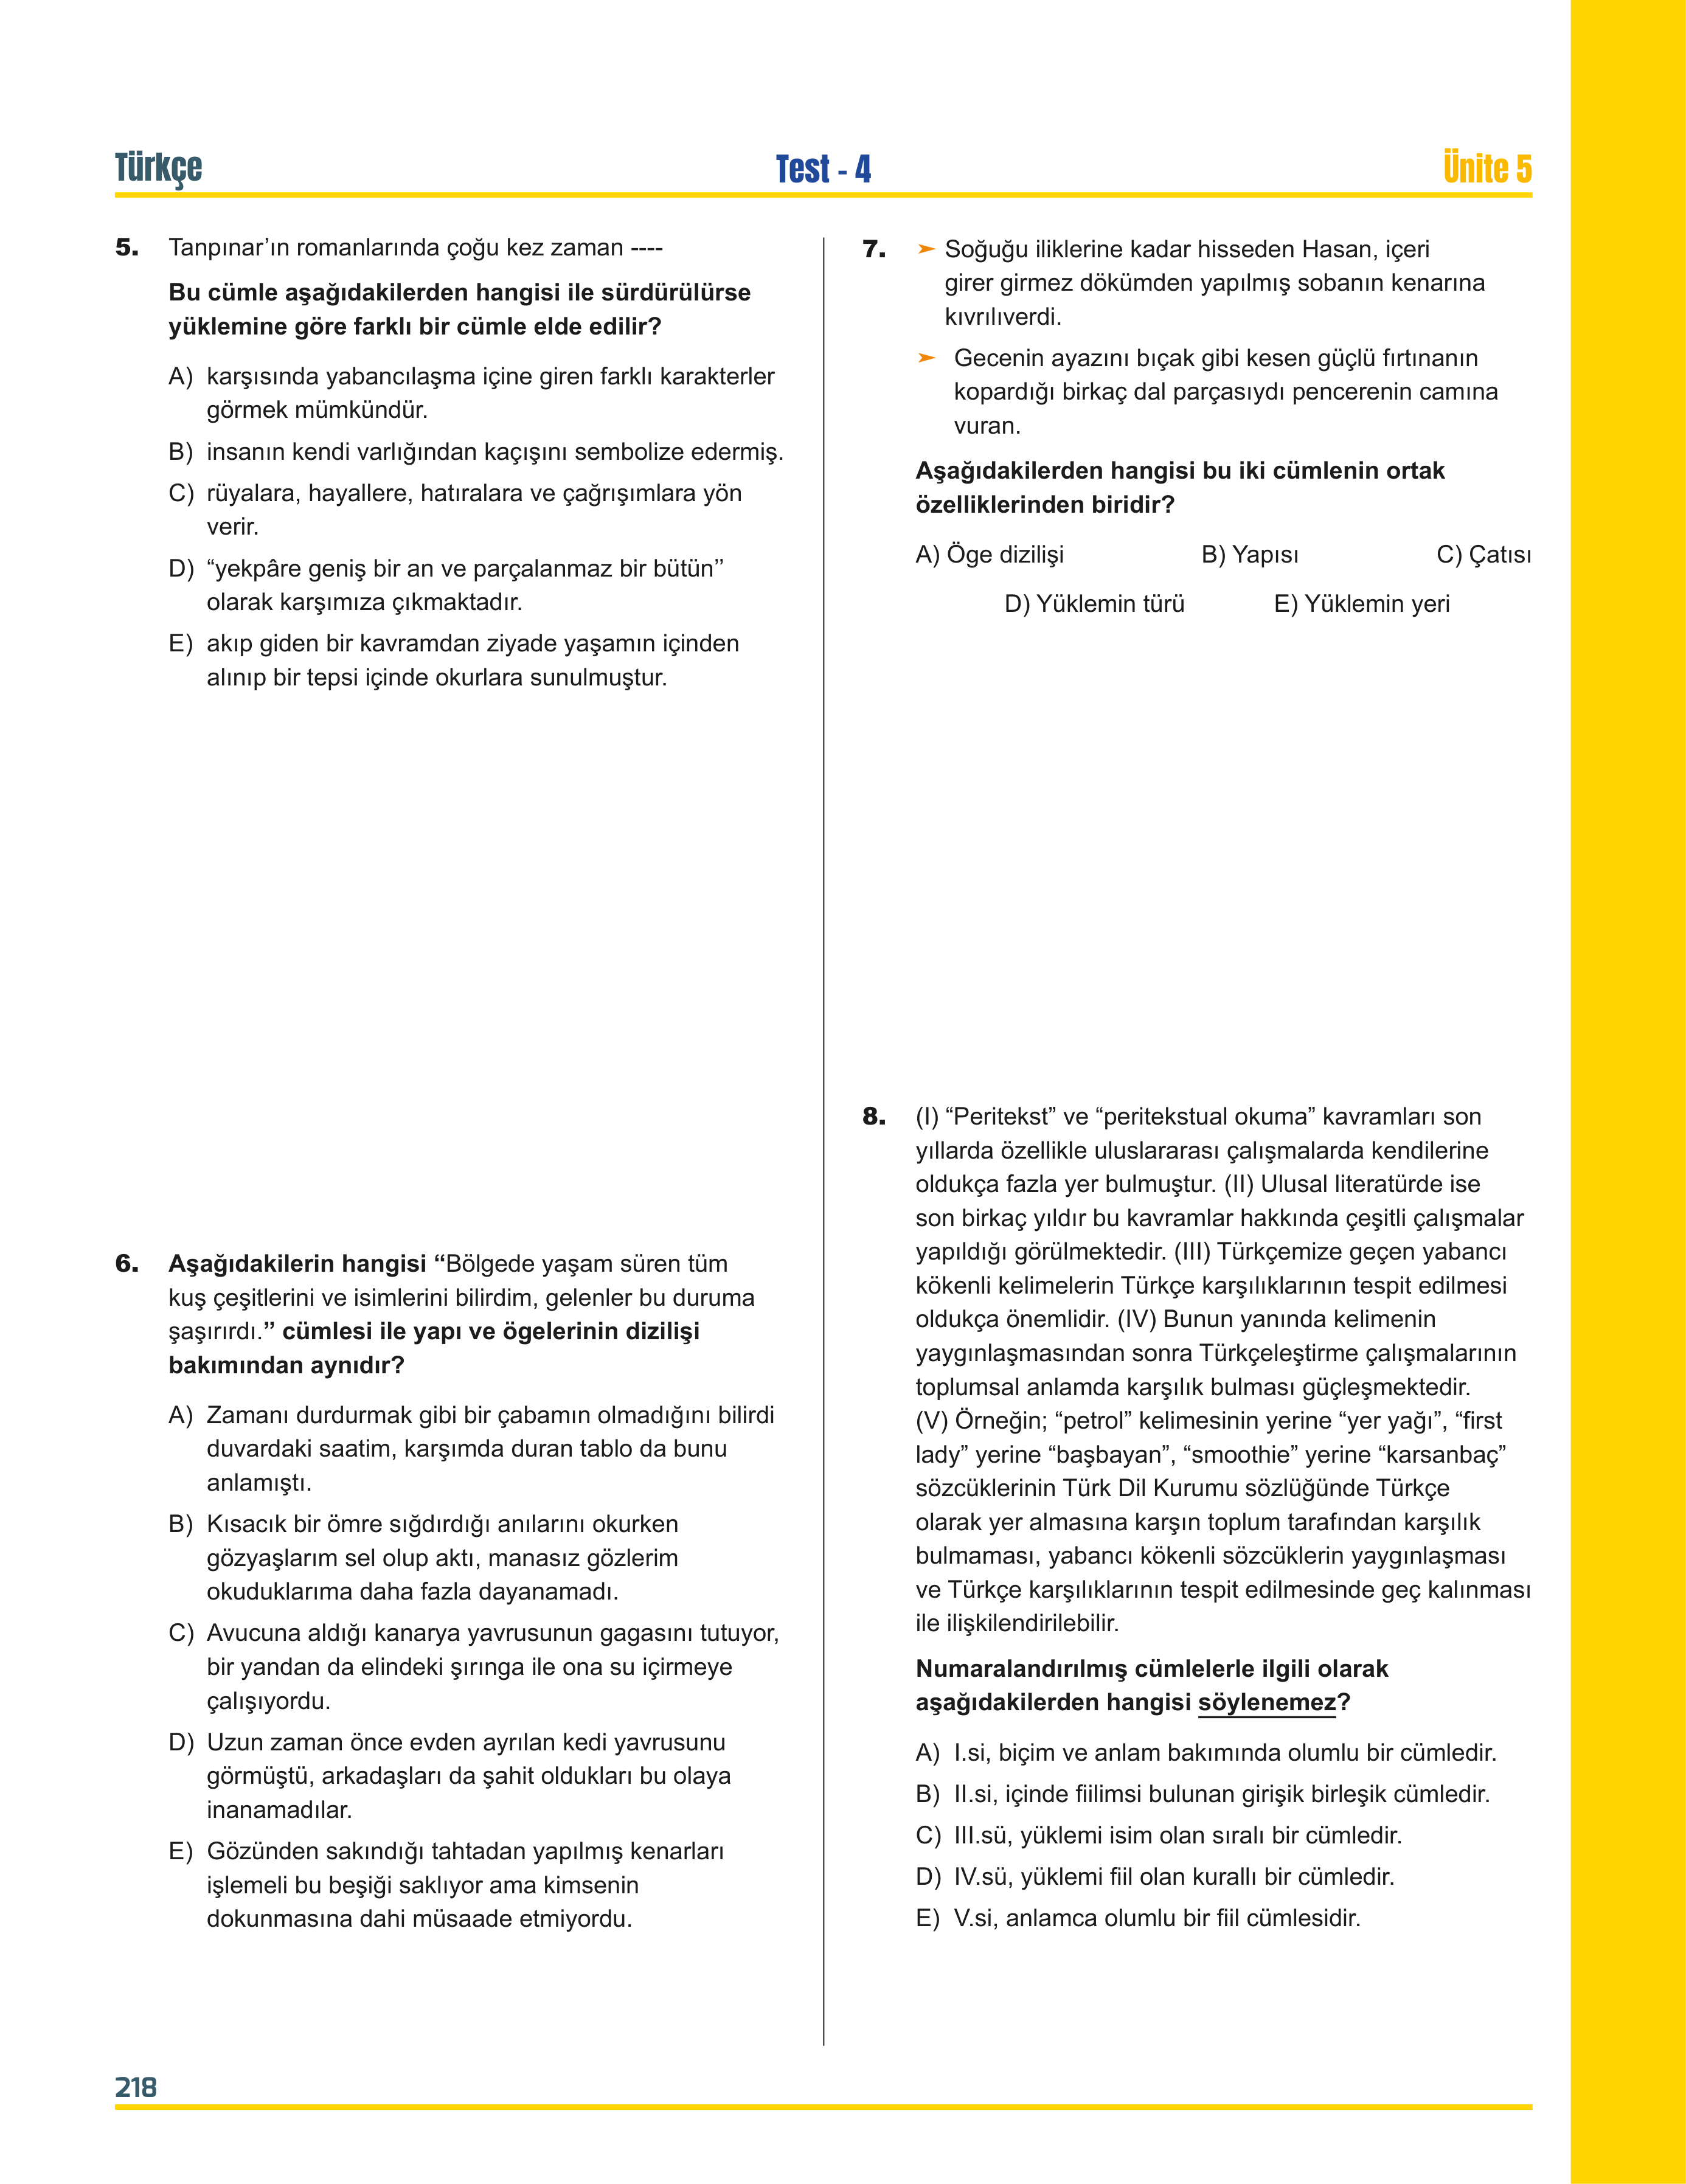 Türkçe
Test - 4
Ünite 5
5. Tanpınar’ın romanlarında çoğu kez zaman ----
Bu cümle aşağıdakilerden hangisi ile sürdürülürse
yüklemine göre farklı bir cümle elde edilir?
A) karşısında yabancılaşma içine giren farklı karakterler
görmek mümkündür.
B) insanın kendi varlığından kaçışını sembolize edermiş.
C) rüyalara, hayallere, hatıralara ve çağrışımlara yön
verir.
D) “yekpâre geniş bir an ve parçalanmaz bir bütün’’
olarak karşımıza çıkmaktadır.
E) akıp giden bir kavramdan ziyade yaşamın içinden
alınıp bir tepsi içinde okurlara sunulmuştur.
6. Aşağıdakilerin hangisi “Bölgede yaşam süren tüm
kuş çeşitlerini ve isimlerini bilirdim, gelenler bu duruma
şaşırırdı.” cümlesi ile yapı ve ögelerinin dizilişi
bakımından aynıdır?
A) Zamanı durdurmak gibi bir çabamın olmadığını bilirdi
duvardaki saatim, karşımda duran tablo da bunu
anlamıştı.
B) Kısacık bir ömre sığdırdığı anılarını okurken
gözyaşlarım sel olup aktı, manasız gözlerim
okuduklarıma daha fazla dayanamadı.
C) Avucuna aldığı kanarya yavrusunun gagasını tutuyor,
bir yandan da elindeki şırınga ile ona su içirmeye
çalışıyordu.
D) Uzun zaman önce evden ayrılan kedi yavrusunu
görmüştü, arkadaşları da şahit oldukları bu olaya
inanamadılar.
E) Gözünden sakındığı tahtadan yapılmış kenarları
işlemeli bu beşiği saklıyor ama kimsenin
dokunmasına dahi müsaade etmiyordu.
7. ➤ Soğuğu iliklerine kadar hisseden Hasan, içeri
girer girmez dökümden yapılmış sobanın kenarına
kıvrılıverdi.
➤ Gecenin ayazını bıçak gibi kesen güçlü fırtınanın
kopardığı birkaç dal parçasıydı pencerenin camına
vuran.
Aşağıdakilerden hangisi bu iki cümlenin ortak
özelliklerinden biridir?
A) Öge dizilişi B) Yapısı C) Çatısı
D) Yüklemin türü E) Yüklemin yeri
8. (I) “Peritekst” ve “peritekstual okuma” kavramları son
yıllarda özellikle uluslararası çalışmalarda kendilerine
oldukça fazla yer bulmuştur. (II) Ulusal literatürde ise
son birkaç yıldır bu kavramlar hakkında çeşitli çalışmalar
yapıldığı görülmektedir. (III) Türkçemize geçen yabancı
kökenli kelimelerin Türkçe karşılıklarının tespit edilmesi
oldukça önemlidir. (IV) Bunun yanında kelimenin
yaygınlaşmasından sonra Türkçeleştirme çalışmalarının
toplumsal anlamda karşılık bulması güçleşmektedir.
(V) Örneğin; “petrol” kelimesinin yerine “yer yağı”, “first
lady” yerine “başbayan”, “smoothie” yerine “karsanbaç”
sözcüklerinin Türk Dil Kurumu sözlüğünde Türkçe
olarak yer almasına karşın toplum tarafından karşılık
bulmaması, yabancı kökenli sözcüklerin yaygınlaşması
ve Türkçe karşılıklarının tespit edilmesinde geç kalınması
ile ilişkilendirilebilir.
Numaralandırılmış cümlelerle ilgili olarak
aşağıdakilerden hangisi söylenemez?
A) I.si, biçim ve anlam bakımında olumlu bir cümledir.
B) II.si, içinde fiilimsi bulunan girişik birleşik cümledir.
C) III.sü, yüklemi isim olan sıralı bir cümledir.
D) IV.sü, yüklemi fiil olan kurallı bir cümledir.
E) V.si, anlamca olumlu bir fiil cümlesidir.
218